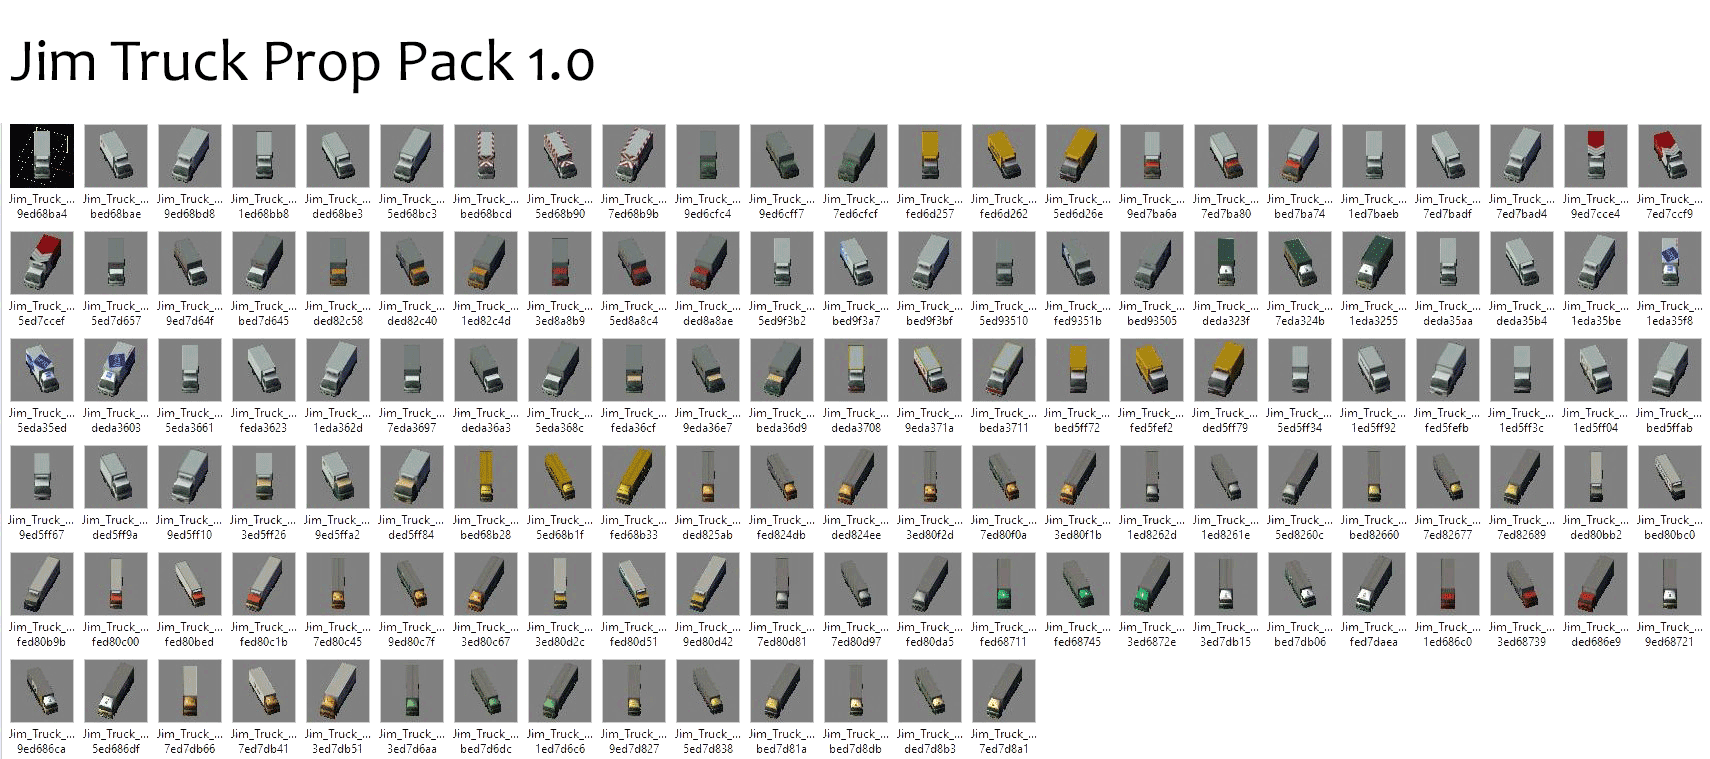 Jim Truck Prop Pack 1.0
Jim_Truck_... Jim_Truck_... Jim_Truck_... Jim_Truck_... Jim_Truck_... Jim_Truck_... Jim_Truck_... Jim_Truck_... Jim_Truck_... Jim_Truck_... Jim_Truck_... Jim_Truck_... Jim_Truck_... Jim_Truck_... Jim_Truck_... Jim_Truck_... Jim_Truck_... Jim_Truck_... Jim_Truck_... Jim_Truck_... Jim_Truck_... Jim_Truck_... Jim_Truck_...
9ed68ba4 bed68bae 9ed68bd8 1ed68bb8 ded68be3 5ed68bc3 bed68bcd 5ed68b90 7ed68b9b 9ed6cfc4 9ed6cff7 7ed6cfcf fed6d257 fed6d262 5ed6d26e 9ed7ba6a 7ed7ba80 bed7ba74 1ed7baeb 7ed7badf 7ed7bad4 9ed7cce4 7ed7ccf9
Jim_Truck_... Jim_Truck_... Jim_Truck_... Jim_Truck_... Jim_Truck_... Jim_Truck_... Jim_Truck_... Jim_Truck_... Jim_Truck_... Jim_Truck_... Jim_Truck_... Jim_Truck_... Jim_Truck_... Jim_Truck_... Jim_Truck_... Jim_Truck_... Jim_Truck_... Jim_Truck_... Jim_Truck_... Jim_Truck_... Jim_Truck_... Jim_Truck_... Jim_Truck_...
5ed7ccef 5ed7d657 9ed7d64f bed7d645 ded82c58 ded82c40 1ed82c4d 3ed8a8b9 5ed8a8c4 ded8a8ae 5ed9f3b2 bed9f3a7 bed9f3bf 5ed93510 fed9351b bed93505 deda323f 7eda324b 1eda3255 deda35aa deda35b4 1eda35be 1eda35f8
Jim_Truck_... Jim_Truck_... Jim_Truck_... Jim_Truck_... Jim_Truck_... Jim_Truck_... Jim_Truck_... Jim_Truck_... Jim_Truck_... Jim_Truck_... Jim_Truck_... Jim_Truck_... Jim_Truck_... Jim_Truck_... Jim_Truck_... Jim_Truck_... Jim_Truck_... Jim_Truck_... Jim_Truck_... Jim_Truck_... Jim_Truck_... Jim_Truck_... Jim_Truck_...
5eda35ed deda3603 5eda3661 feda3623 1eda362d 7eda3697 deda36a3 5eda368c feda36cf 9eda36e7 beda36d9 deda3708 9eda371a beda3711 bed5ff72 fed5fef2 ded5ff79 5ed5ff34 1ed5ff92 fed5fefb 1ed5ff3c 1ed5ff04 bed5ffab
Jim_Truck_... Jim_Truck_... Jim_Truck_... Jim_Truck_... Jim_Truck_... Jim_Truck_... Jim_Truck_... Jim_Truck_... Jim_Truck_... Jim_Truck_... Jim_Truck_... Jim_Truck_... Jim_Truck_... Jim_Truck_... Jim_Truck_... Jim_Truck_... Jim_Truck_... Jim_Truck_... Jim_Truck_... Jim_Truck_... Jim_Truck_... Jim_Truck_... Jim_Truck_...
9ed5ff67 ded5ff9a 9ed5ff10 3ed5ff26 9ed5ffa2 ded5ff84 bed68b28 5ed68b1f fed68b33 ded825ab fed824db ded824ee 3ed80f2d 7ed80f0a 3ed80f1b 1ed8262d 1ed8261e 5ed8260c bed82660 7ed82677 7ed82689 ded80bb2 bed80bc0
Jim_Truck_... Jim_Truck_... Jim_Truck_... Jim_Truck_... Jim_Truck_... Jim_Truck_... Jim_Truck_... Jim_Truck_... Jim_Truck_... Jim_Truck_... Jim_Truck_... Jim_Truck_... Jim_Truck_... Jim_Truck_... Jim_Truck_... Jim_Truck_... Jim_Truck_... Jim_Truck_... Jim_Truck_... Jim_Truck_... Jim_Truck_... Jim_Truck_... Jim_Truck_...
fed80b9b fed80c00 fed80bed fed80c1b 7ed80c45 9ed80c7f 3ed80c67 3ed80d2c fed80d51 9ed80d42 7ed80d81 7ed80d97 fed80da5 fed68711 fed68745 3ed6872e 3ed7db15 bed7db06 fed7daea 1ed686c0 3ed68739 ded686e9 9ed68721
Jim_Truck_... Jim_Truck_... Jim_Truck_... Jim_Truck_... Jim_Truck_... Jim_Truck_... Jim_Truck_... Jim_Truck_... Jim_Truck_... Jim_Truck_... Jim_Truck_... Jim_Truck_... Jim_Truck_... Jim_Truck_...
9ed686ca 5ed686df 7ed7db66 7ed7db41 3ed7db51 3ed7d6aa bed7d6dc 1ed7d6c6 9ed7d827 5ed7d838 bed7d81a bed7d8db ded7d8b3 7ed7d8a1